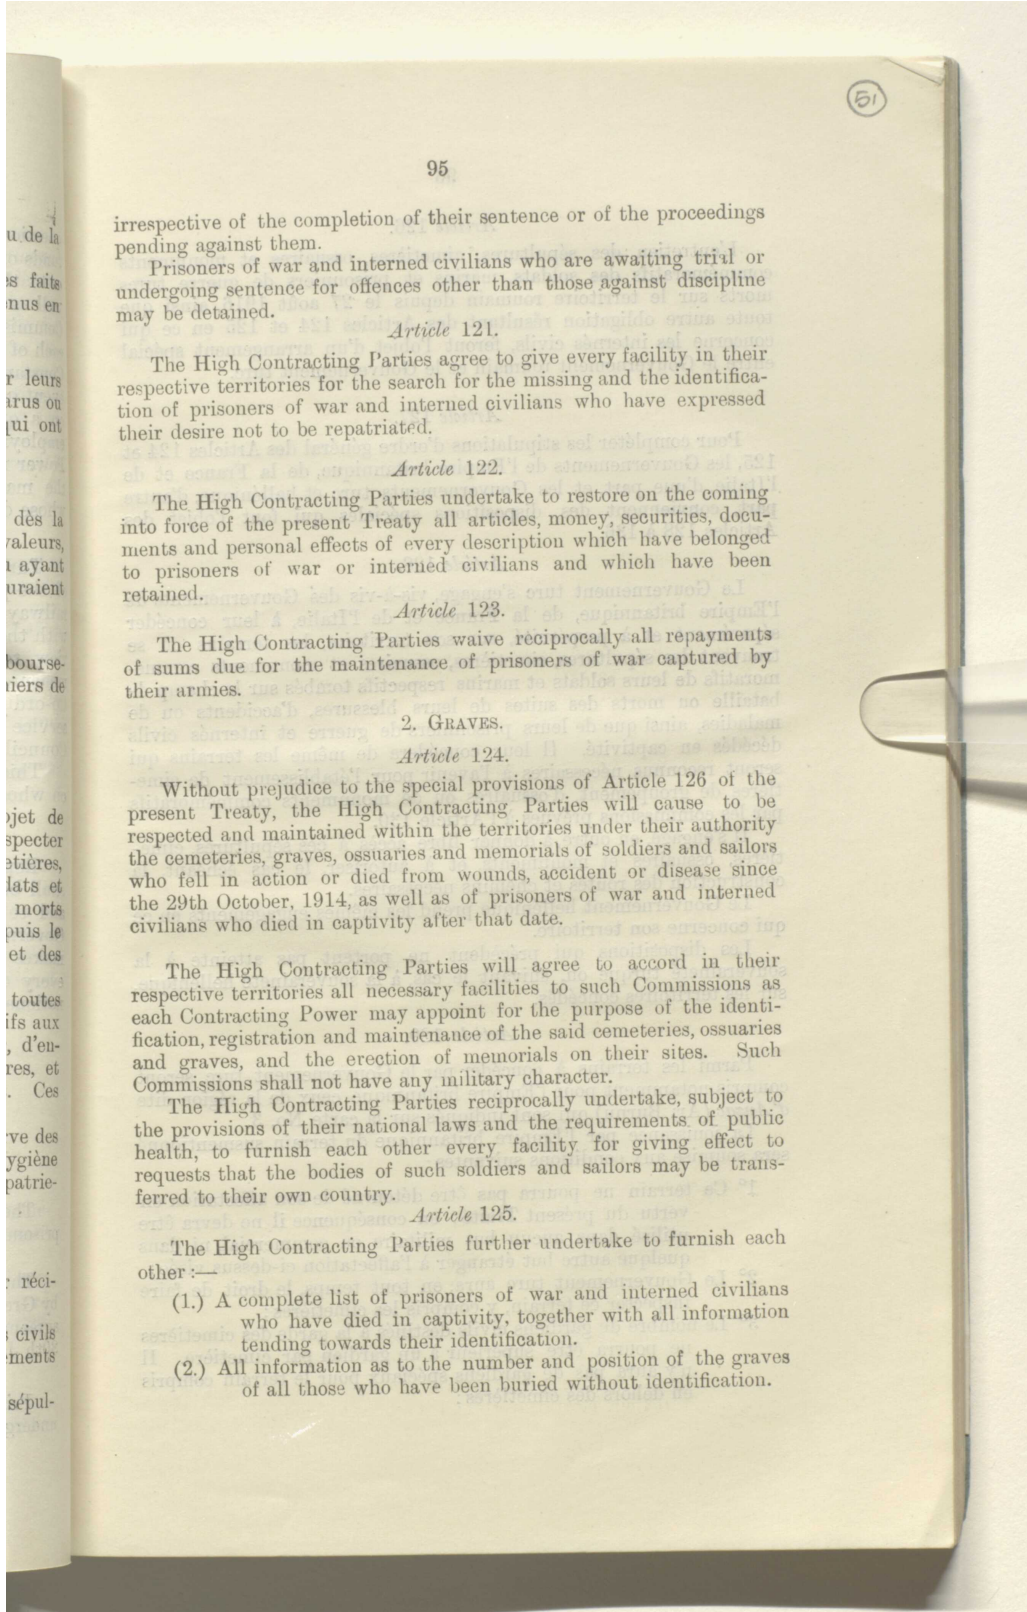 51
95
irrespective of the completion of their sentence or of the proceedings
pending against them.
Prisoners of war and interned civilians who are awaiting trial or
undergoing sentence for offences other than those against discipline
may be detained.
Article 121.
The High Contracting Parties agree to give every facility in their
respective territories for the search for the missing and the identifica-
tion of prisoners of war and interned civilians who have expressed
their desire not to be repatriated.
Article 122.
The High Contracting Parties undertake to restore on the coming
into force of the present Treaty all articles, money, securities, docu-
ments and personal effects of every description which have belonged
to prisoners of war or interned civilians and which have been
retained.
Article 123.
The High Contracting Parties waive reciprocally all repayments
of sums due for the maintenance of prisoners of war captured by
their armies.
2. GRAVES.
Article 124.
Without prejudice to the special provisions of Article 126 of the
present Treaty, the High Contracting Parties will cause to be
respected and maintained within the territories under their authority
the cemeteries, graves, ossuaries and memorials of soldiers and sailors
who fell in action or died from wounds, accident or disease since
the 29th October, 1914, as well as of prisoners of war and interned
civilians who died in captivity after that date.
The High Contracting Parties will agree to accord in their
respective territories all necessary facilities to such Commissions as
each Contracting Power may appoint for the purpose of the identi-
fication, registration and maintenance of the said cemeteries, ossuaries
and graves, and the erection of memorials on their sites. Such
Commissions shall not have any military character.
The High Contracting Parties reciprocally undertake, subject to
the provisions of their national laws and the requirements of public
health, to furnish each other every facility for giving effect to
requests that the bodies of such soldiers and sailors may be trans-
ferred to their own country.
Article 125.
The High Contracting Parties further undertake to furnish each
other :—
(1.) A complete list of prisoners of war and interned civilians
who have died in captivity, together with all information
tending towards their identification.
(2.) All information as to the number and position of the graves
of all those who have been buried without identification.